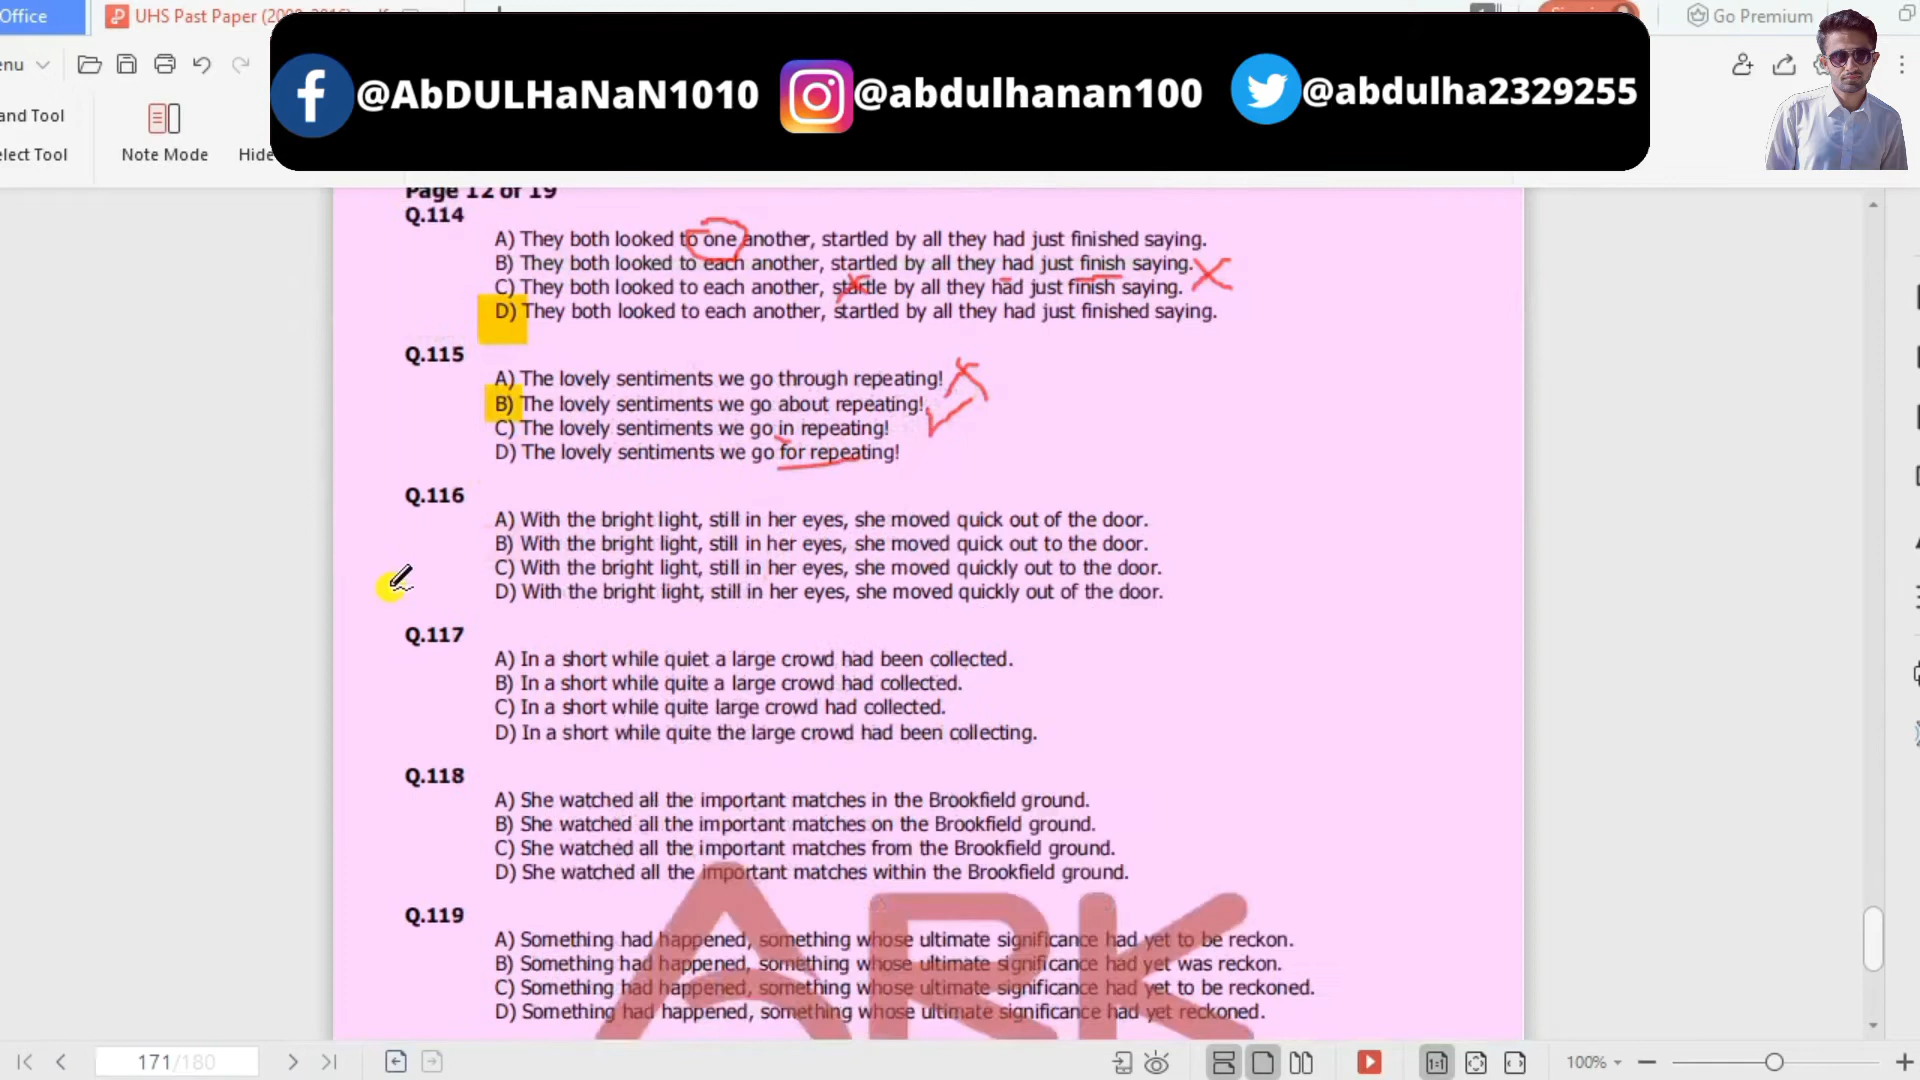 Office
UHS Past Paper (2008-2016)
Go Premium
@AbDULHaNaN1010
@abdulhanan100
@abdulha2329255
enu
and Tool
elect Tool
Note Mode
Hide
Page 12 of 19
Q.114
A) They both looked to one another, startled by all they had just finished saying.
B) They both looked to each another, startled by all they had just finish saying.
C) They both looked to each another, startle by all they had just finish saying.
D) They both looked to each another, startled by all they had just finished saying.
Q.115
A) The lovely sentiments we go through repeating!
B) The lovely sentiments we go about repeating!
C) The lovely sentiments we go in repeating!
D) The lovely sentiments we go for repeating!
Q.116
A) With the bright light, still in her eyes, she moved quick out of the door.
B) With the bright light, still in her eyes, she moved quick out to the door.
C) With the bright light, still in her eyes, she moved quickly out to the door.
D) With the bright light, still in her eyes, she moved quickly out of the door.
Q.117
A) In a short while quiet a large crowd had been collected.
B) In a short while quite a large crowd had collected.
C) In a short while quite large crowd had collected.
D) In a short while quite the large crowd had been collecting.
Q.118
A) She watched all the important matches in the Brookfield ground.
B) She watched all the important matches on the Brookfield ground.
C) She watched all the important matches from the Brookfield ground.
D) She watched all the important matches within the Brookfield ground.
Q.119
A) Something had happened, something whose ultimate significance had yet to be reckon.
B) Something had happened, something whose ultimate significance had yet was reckon.
C) Something had happened, something whose ultimate significance had yet to be reckoned.
D) Something had happened, something whose ultimate significance had yet reckoned.
ARK
171/180
100%